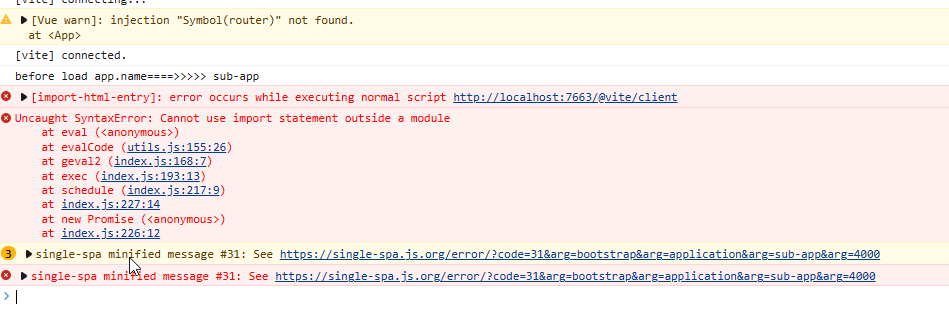 [vite] connecting...
[Vue warn]: injection "Symbol(router)" not found.
at <App>
[vite] connected.
before load app.name====>>>>> sub-app
[import-html-entry]: error occurs while executing normal script http://localhost:7663/@vite/client
Uncaught SyntaxError: Cannot use import statement outside a module
at eval (<anonymous>)
at evalCode (utils.js:155:26)
at geval2 (index.js:168:7)
at exec (index.js:193:13)
at schedule (index.js:217:9)
at index.js:227:14
at new Promise (<anonymous>)
at index.js:226:12
3 single-spa minified message #31: See https://single-spa.js.org/error/?code=31&arg=bootstrap&arg=application&arg=sub-app&arg=4000
single-spa minified message #31: See https://single-spa.js.org/error/?code=31&arg=bootstrap&arg=application&arg=sub-app&arg=4000